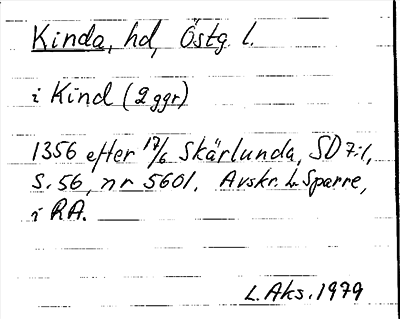 Kinda, hd, Östg. l.
i Kind (2 ggr)
1356 efter 17/6 Skärlunda, SD 7:1,
S. 56, nr 5601. Avskr. L Sparre,
i RA.
L. Aks. 1979